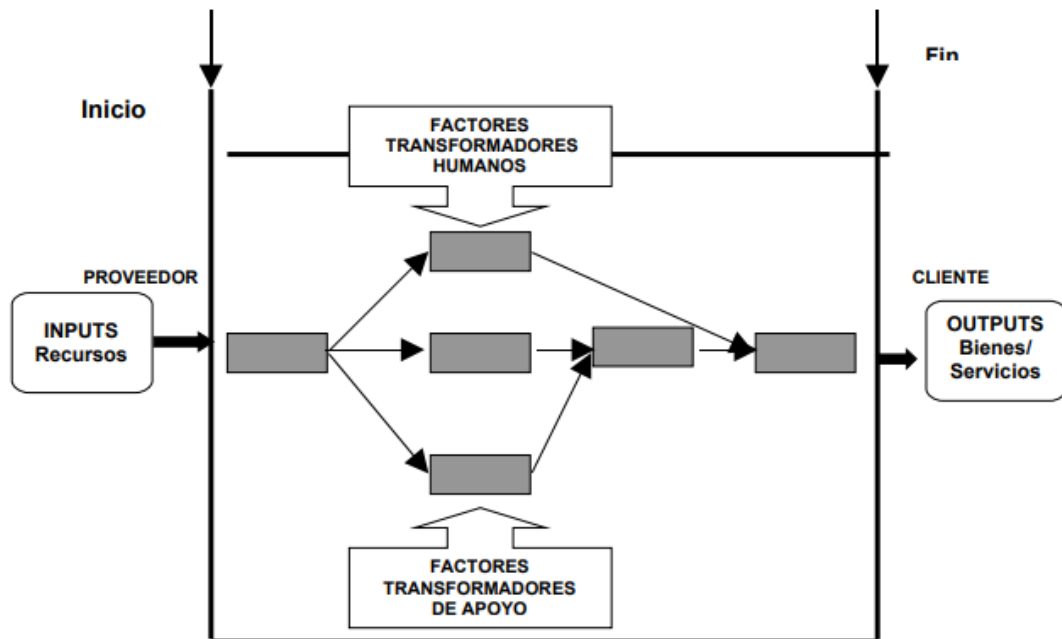 Fin
Inicio
FACTORES
TRANSFORMADORES
HUMANOS
PROVEEDOR
CLIENTE
INPUTS
Recursos
OUTPUTS
Bienes/
Servicios
FACTORES
TRANSFORMADORES
DE APOYO